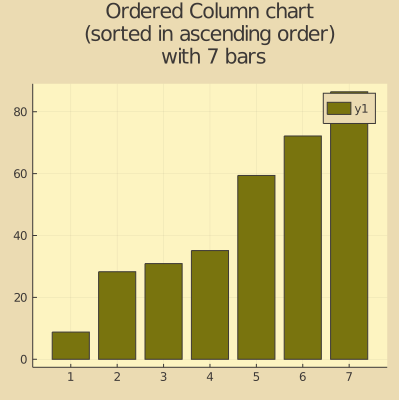 Ordered Column chart
(sorted in ascending order)
with 7 bars
80
60
40
20
0
y1
1 2 3 4 5 6 7